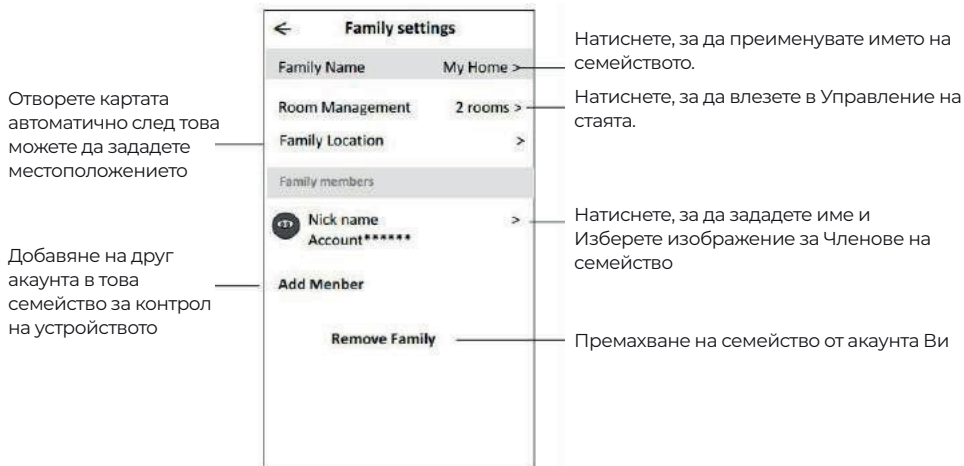 ← Family settings
Family Name My Home >
Room Management 2 rooms >
Family Location >
Family members
Nick name >
Account******
Add Menber
Remove Family
Отворете картата
автоматично след това
можете да зададете
местоположението
Добавяне на друг
акаунта в това
семейство за контрол
на устройството
Натиснете, за да преименувате името на
семейството.
Натиснете, за да влезете в Управление на
стаята.
Натиснете, за да зададете име и
Изберете изображение за Членове на
семейство
Премахване на семейство от акаунта Ви